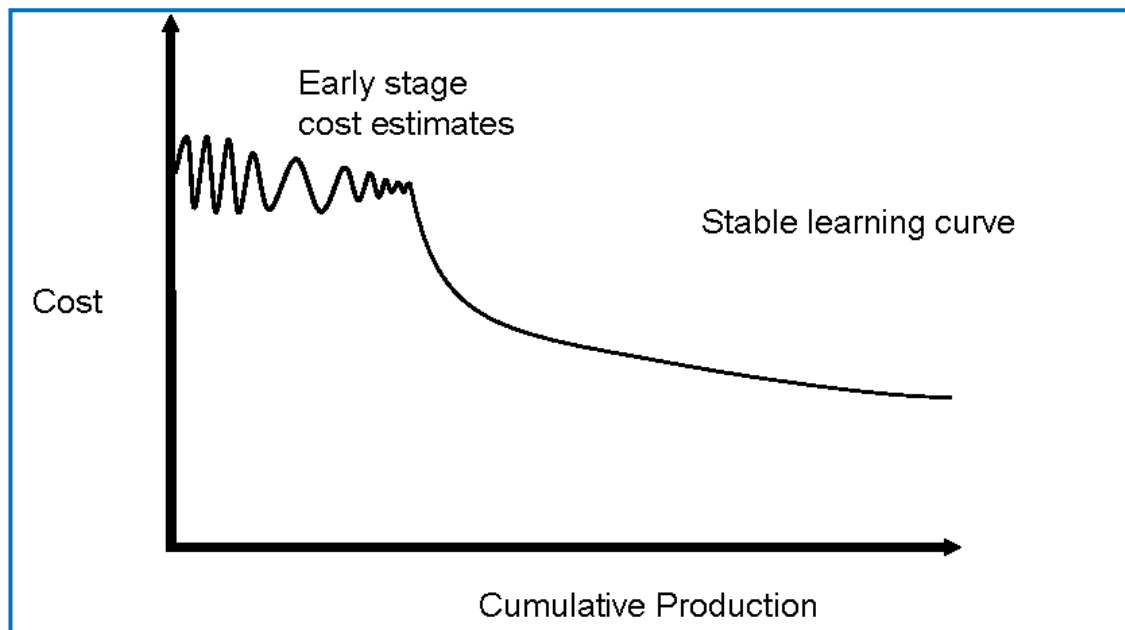 Early stage
cost estimates
Stable learning curve
Cost
Cumulative Production